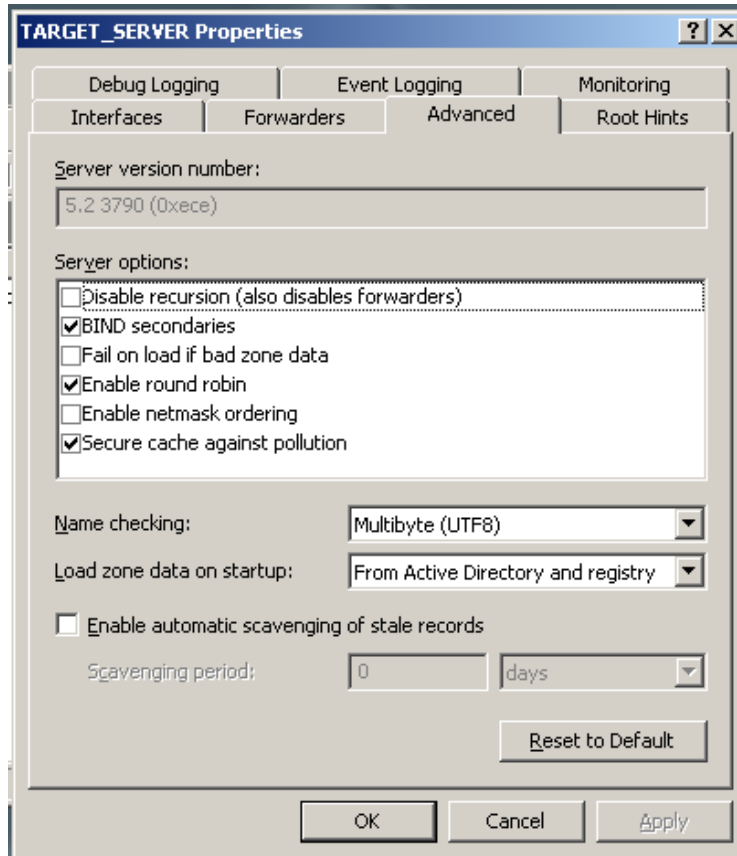 TARGET_SERVER Properties
Debug Logging Event Logging Monitoring
Interfaces Forwarders Advanced Root Hints
Server version number:
5.2 3790 (0xece)
Server options:
Disable recursion (also disables forwarders)
BIND secondaries
Fail on load if bad zone data
Enable round robin
Enable netmask ordering
Secure cache against pollution
Name checking: Multibyte (UTF8)
Load zone data on startup: From Active Directory and registry
Enable automatic scavenging of stale records
Scavenging period: 0 days
Reset to Default
OK Cancel Apply